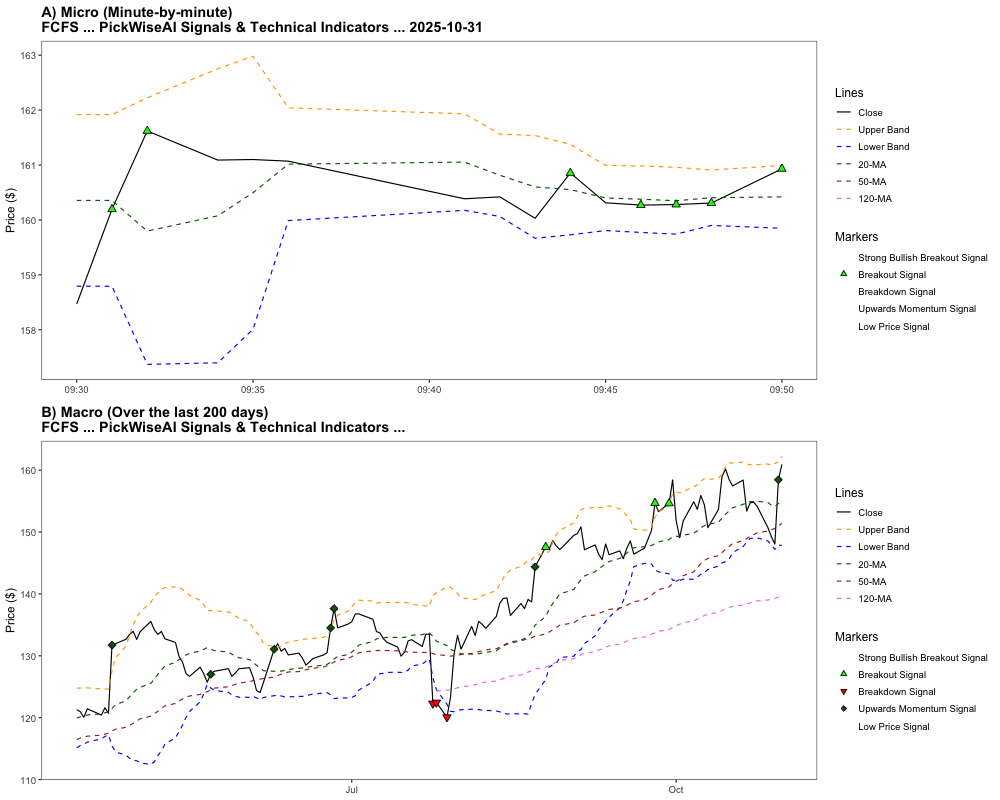 A) Micro (Minute-by-minute)
FCFS ... PickWiseAI Signals & Technical Indicators ... 2025-10-31
Price ($)
163
162
161
160
159
158
09:30
09:35
09:40
09:45
09:50
Lines
Close
Upper Band
Lower Band
20-MA
50-MA
120-MA
Markers
Strong Bullish Breakout Signal
Breakout Signal
Breakdown Signal
Upwards Momentum Signal
Low Price Signal
B) Macro (Over the last 200 days)
FCFS ... PickWiseAI Signals & Technical Indicators ...
Price ($)
160
150
140
130
120
110
Jul
Oct
Lines
Close
Upper Band
Lower Band
20-MA
50-MA
120-MA
Markers
Strong Bullish Breakout Signal
Breakout Signal
Breakdown Signal
Upwards Momentum Signal
Low Price Signal